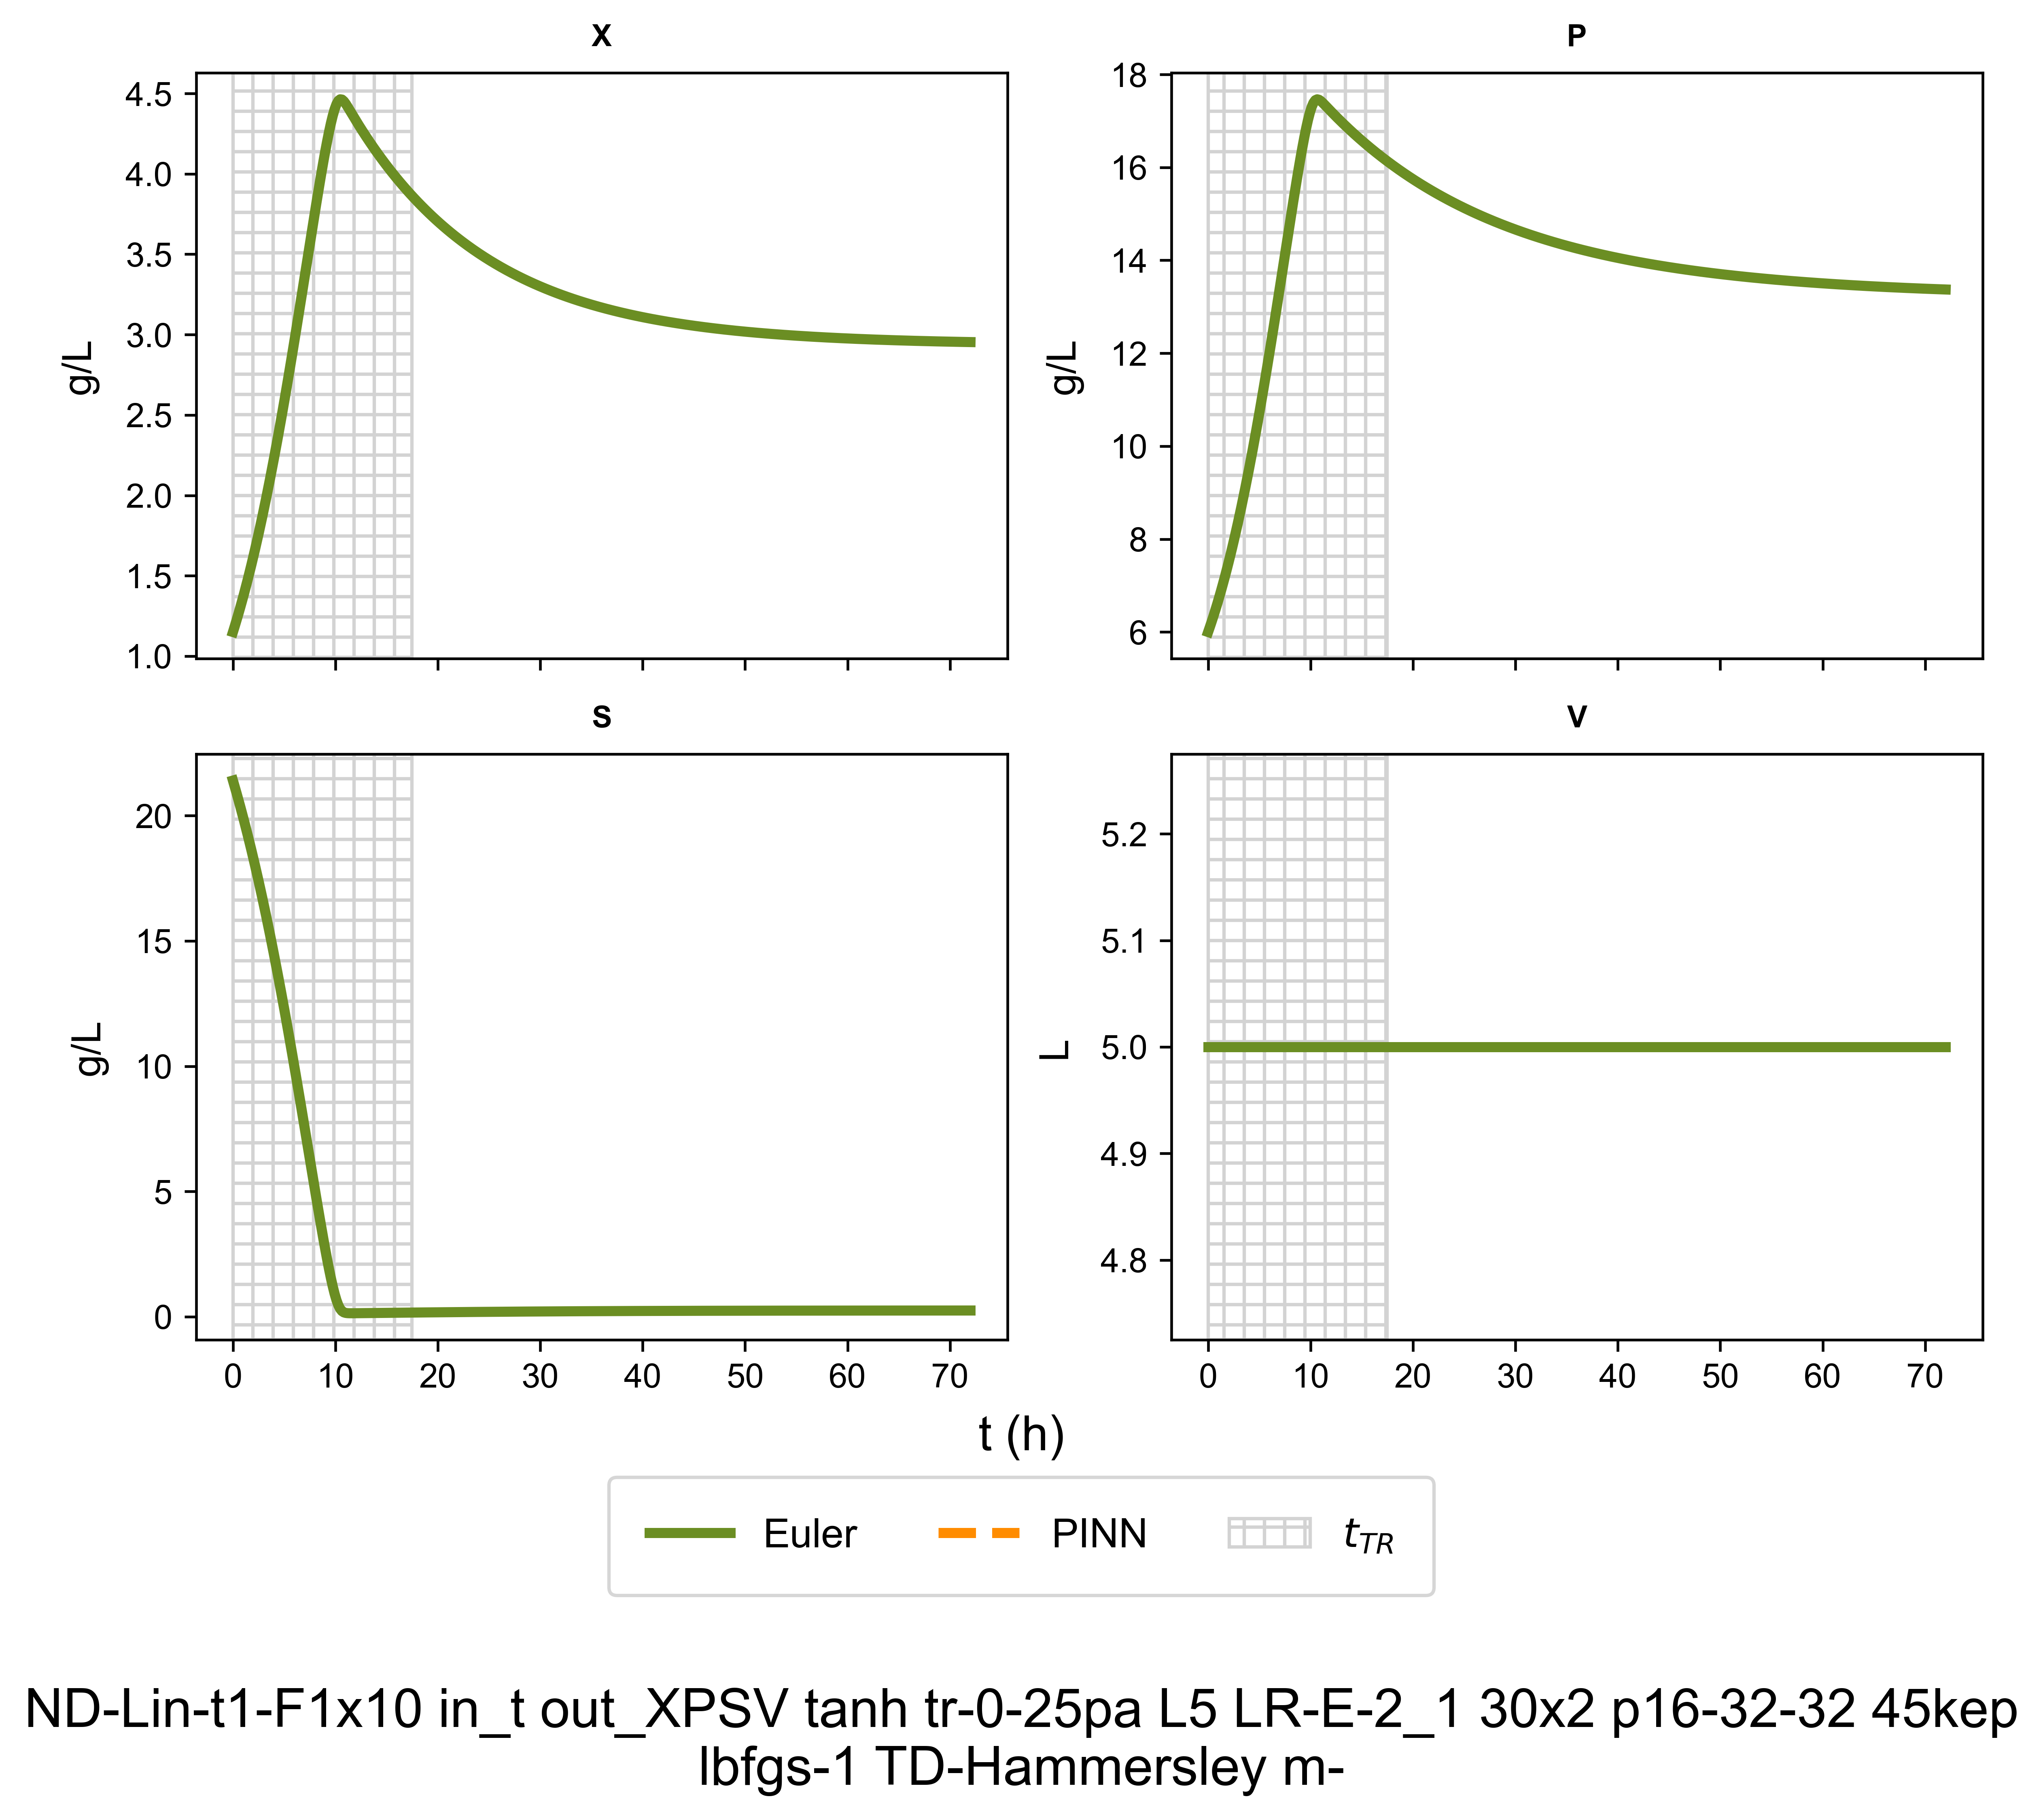 X
P
4.5
4.0
3.5
3.0
2.5
2.0
1.5
1.0
g/L
18
16
14
12
10
8
6
g/L
S
V
20
15
10
5
0
g/L
0 10 20 30 40 50 60 70
5.2
5.1
5.0
4.9
4.8
L
0 10 20 30 40 50 60 70
t (h)
Euler PINN t_TR
ND-Lin-t1-F1x10 in_t out_XPSV tanh tr-0-25pa L5 LR-E-2_1 30x2 p16-32-32 45kep
lbfgs-1 TD-Hammersley m-